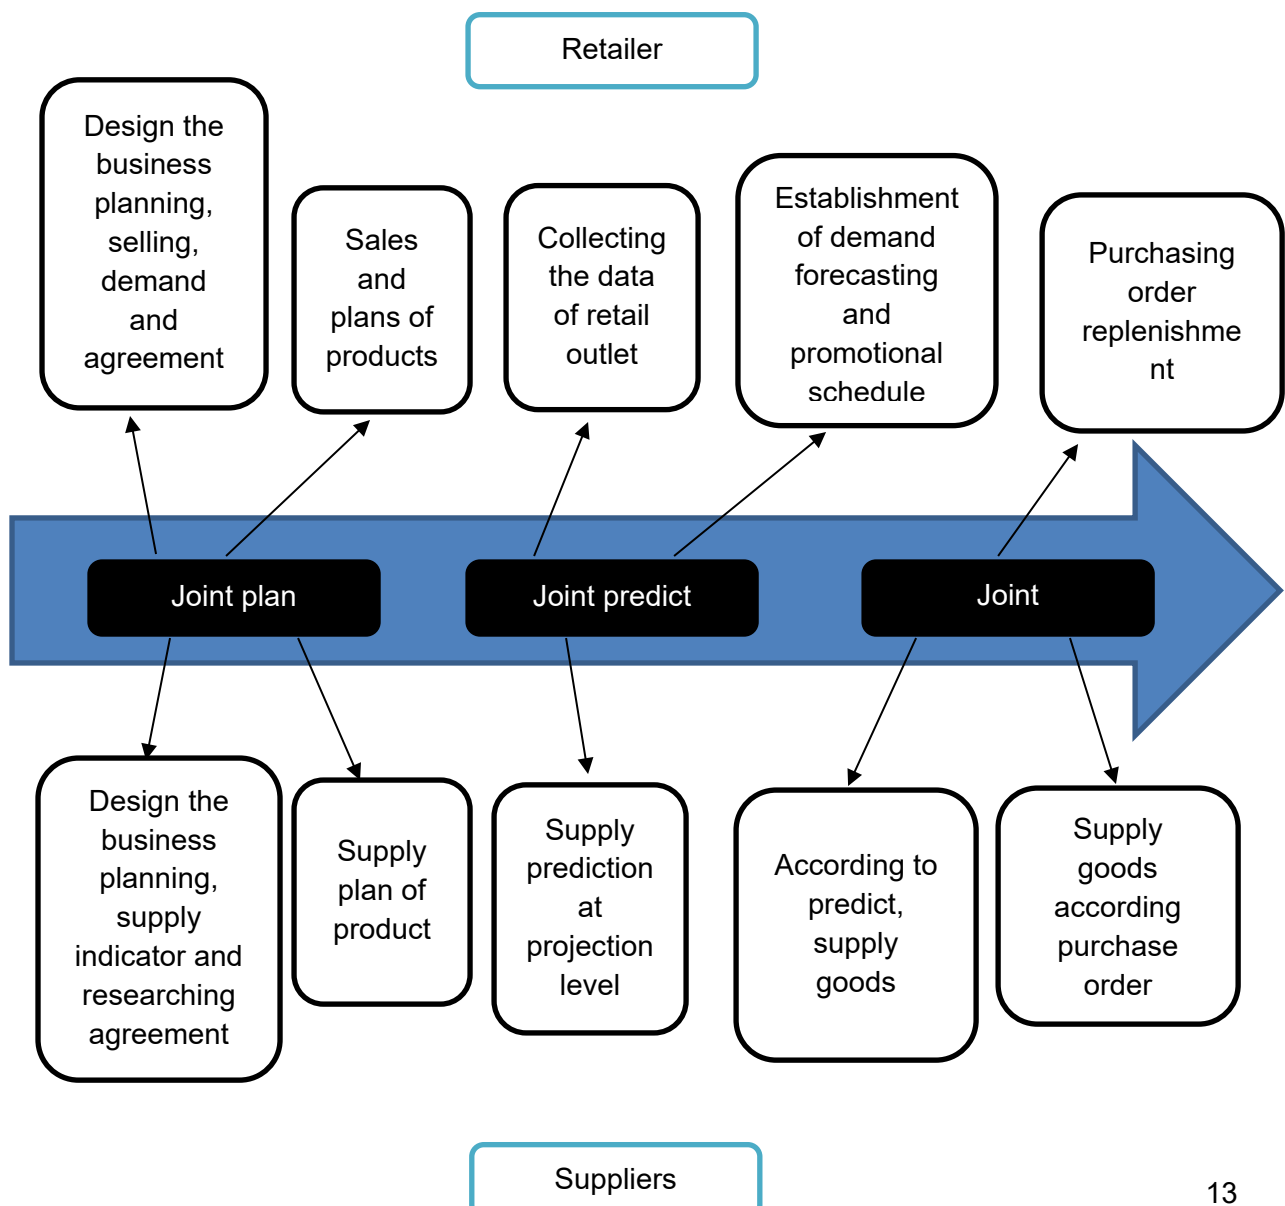 Retailer
Design the
business
planning,
selling,
demand
and
agreement
Sales
and
plans of
products
Collecting
the data
of retail
outlet
Establishment
of demand
forecasting
and
promotional
schedule
Purchasing
order
replenishme
nt
Joint plan
Joint predict
Joint
Design the
business
planning,
supply
indicator and
researching
agreement
Supply
plan of
product
Supply
prediction
at
projection
level
According to
predict,
supply
goods
Supply
goods
according
purchase
order
Suppliers
13